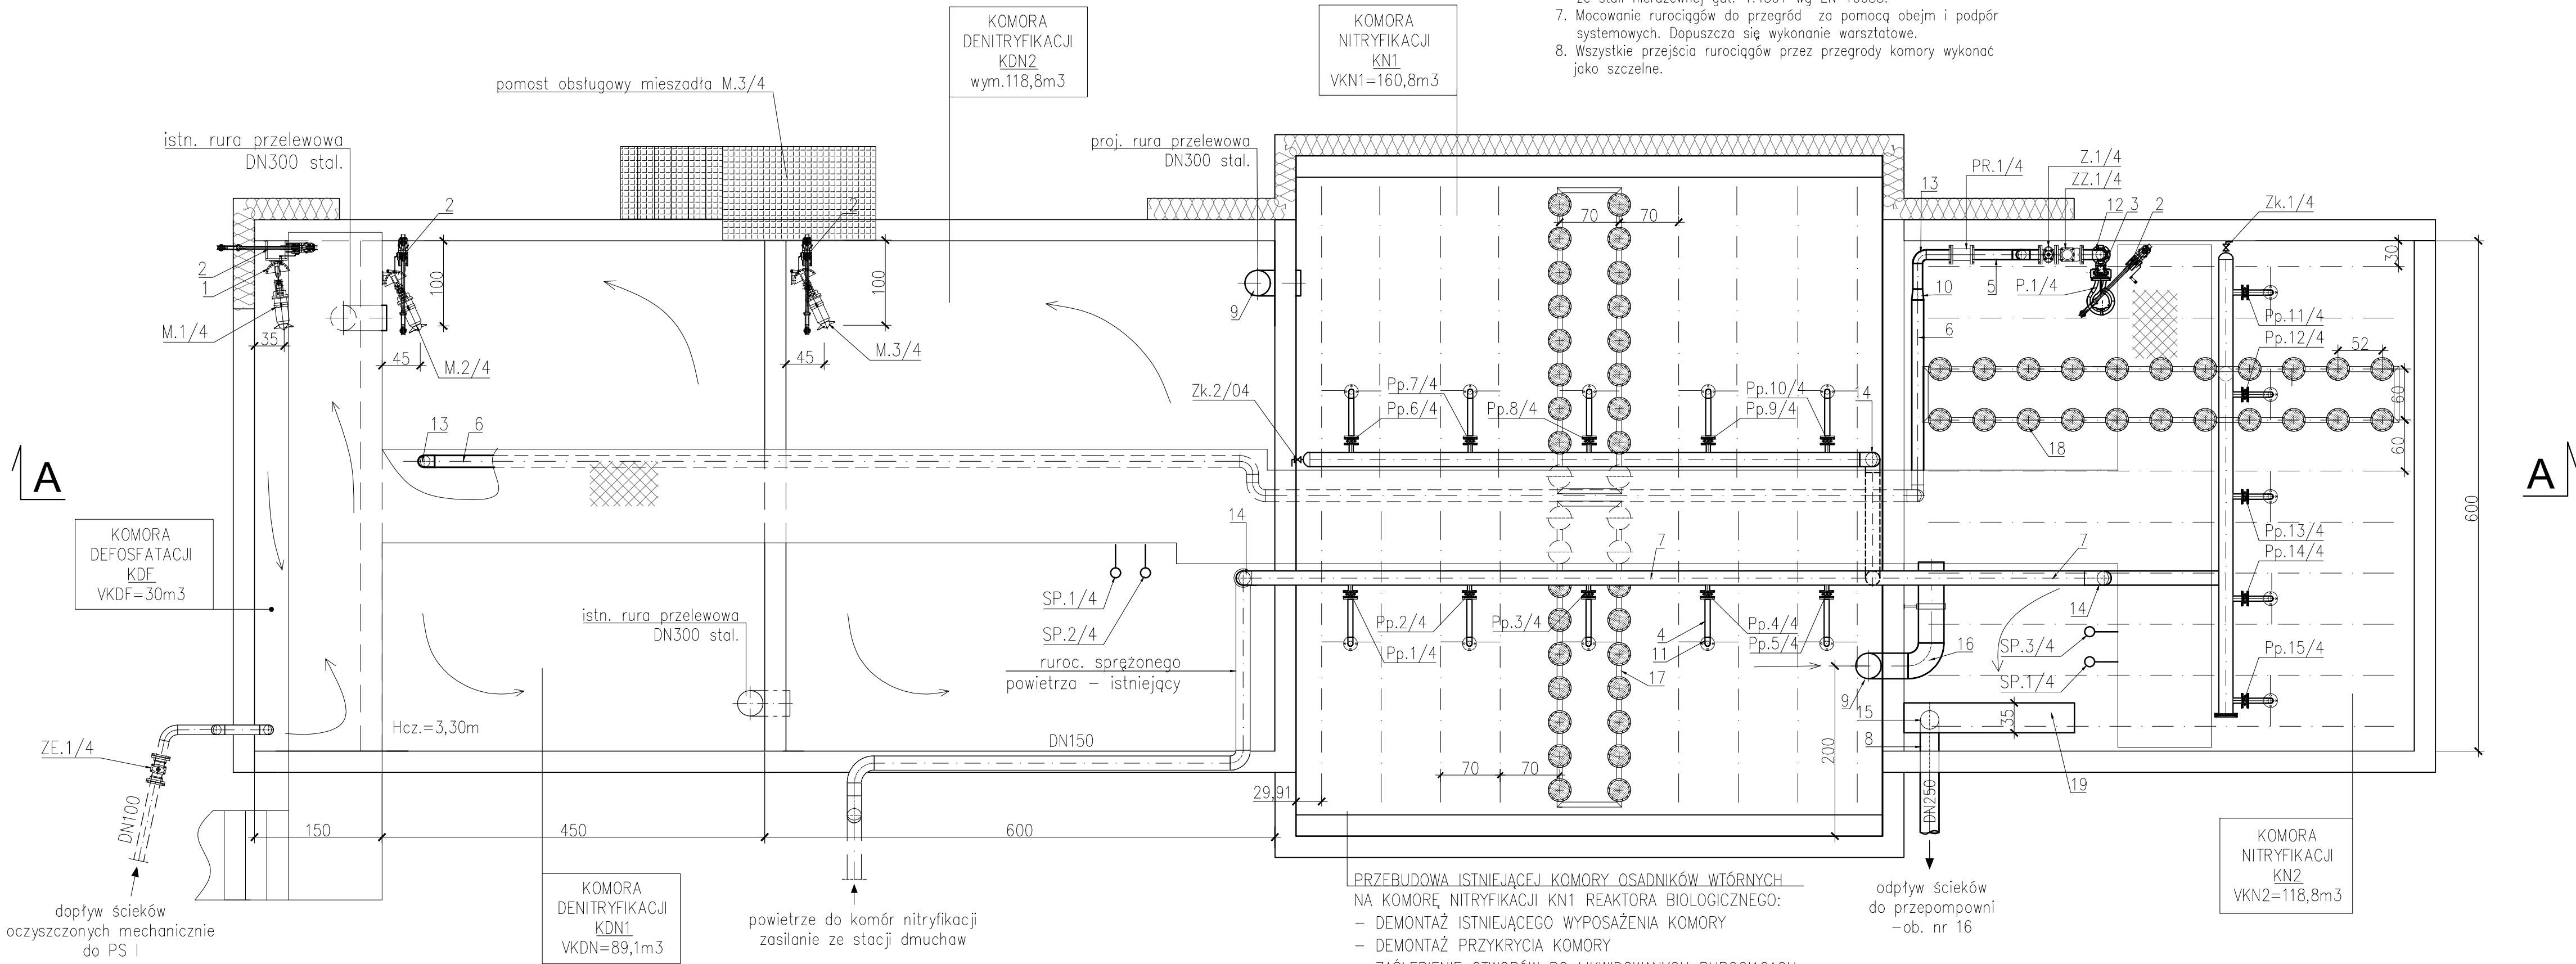 7. Mocowanie rurociągów do przegród za pomocą obejm i podpór
systemowych. Dopuszcza się wykonanie warsztatowe.
8. Wszystkie przejścia rurociągów przez przegrody komory wykonać
jako szczelne.
KOMORA
DENITRYFIKACJI
KDN2
wym.118,8m3
KOMORA
NITRYFIKACJI
KN1
VKN1=160,8m3
pomost obsługowy mieszadła M.3/4
istn. rura przelewowa
DN300 stal.
proj. rura przelewowa
DN300 stal.
PR.1/4
Z.1/4
ZZ.1/4
13
12
3
2
Zk.1/4
2
2
2
1
M.1/4
35
100
45
M.2/4
100
45
M.3/4
9
70
70
10
5
P.1/4
6
30
Pp.11/4
Pp.12/4
52
60
60
18
600
Zk.2/04
Pp.7/4
Pp.6/4
Pp.8/4
Pp.10/4
Pp.9/4
14
13
6
A
A
KOMORA
DEFOSFATACJI
KDF
VKDF=30m3
14
7
7
14
Pp.13/4
Pp.14/4
Pp.15/4
SP.1/4
SP.2/4
istn. rura przelewowa
DN300 stal.
ruroc. sprężonego
powietrza – istniejący
Pp.1/4
Pp.2/4
Pp.3/4
4
11
Pp.4/4
Pp.5/4
16
SP.3/4
SP.1/4
17
9
15
8
35
19
200
Hcz.=3,30m
ZE.1/4
DN100
DN150
DN250
70
70
29,91
150
450
600
dopływ ścieków
oczyszczonych mechanicznie
do PS I
KOMORA
DENITRYFIKACJI
KDN1
VKDN=89,1m3
powietrze do komór nitryfikacji
zasilanie ze stacji dmuchaw
PRZEBUDOWA ISTNIEJĄCEJ KOMORY OSADNIKÓW WTÓRNYCH
NA KOMORĘ NITRYFIKACJI KN1 REAKTORA BIOLOGICZNEGO:
– DEMONTAŻ ISTNIEJĄCEGO WYPOSAŻENIA KOMORY
– DEMONTAŻ PRZYKRYCIA KOMORY
odpływ ścieków
do przepompowni
–ob. nr 16
KOMORA
NITRYFIKACJI
KN2
VKN2=118,8m3